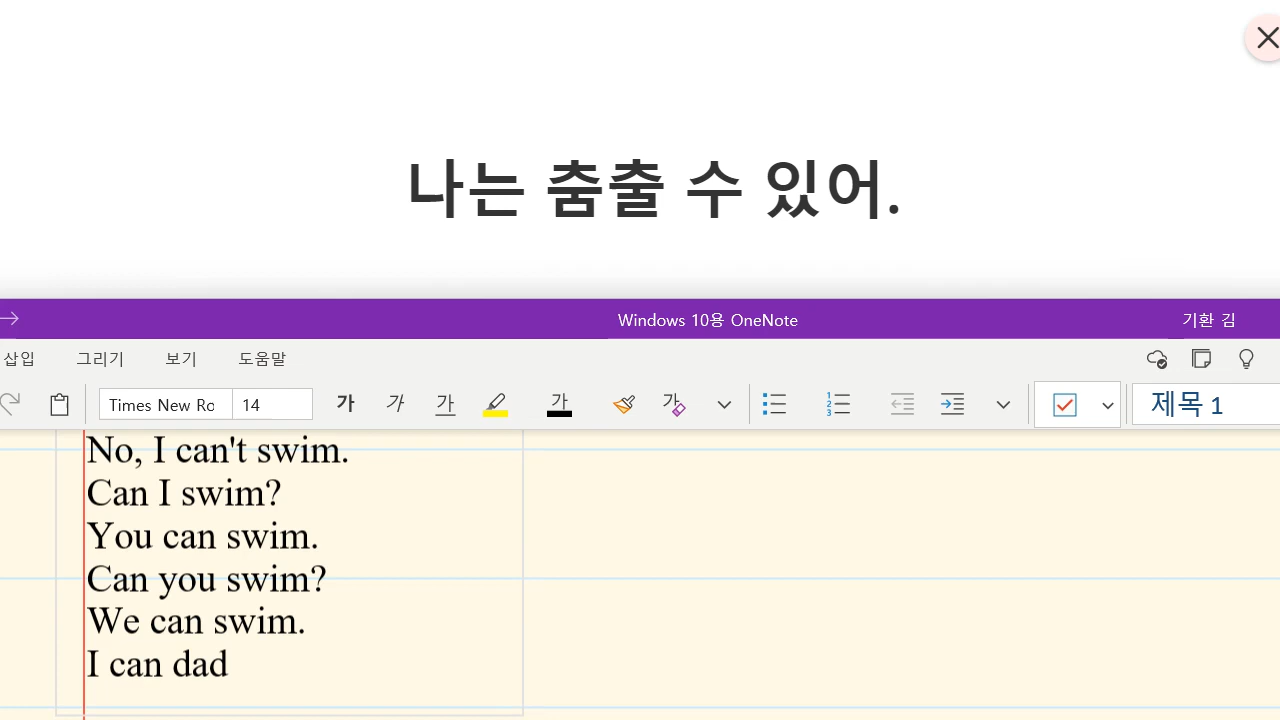 나는 춤출 수 있어.
Windows 10용 OneNote
기환 김
삽입 그리기 보기 도움말
Times New Ro 14 가 가 가 가 가 제목 1
No, I can't swim.
Can I swim?
You can swim.
Can you swim?
We can swim.
I can dad